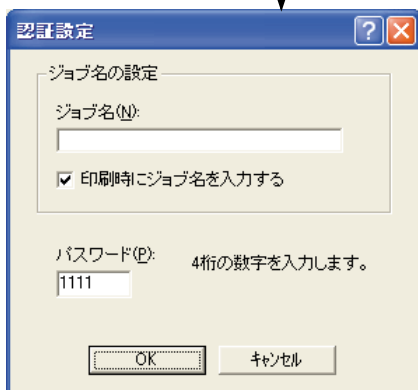 認証設定
ジョブ名の設定
ジョブ名(N):
印刷時にジョブ名を入力する
パスワード(P):
4桁の数字を入力します。
1111
OK
キャンセル